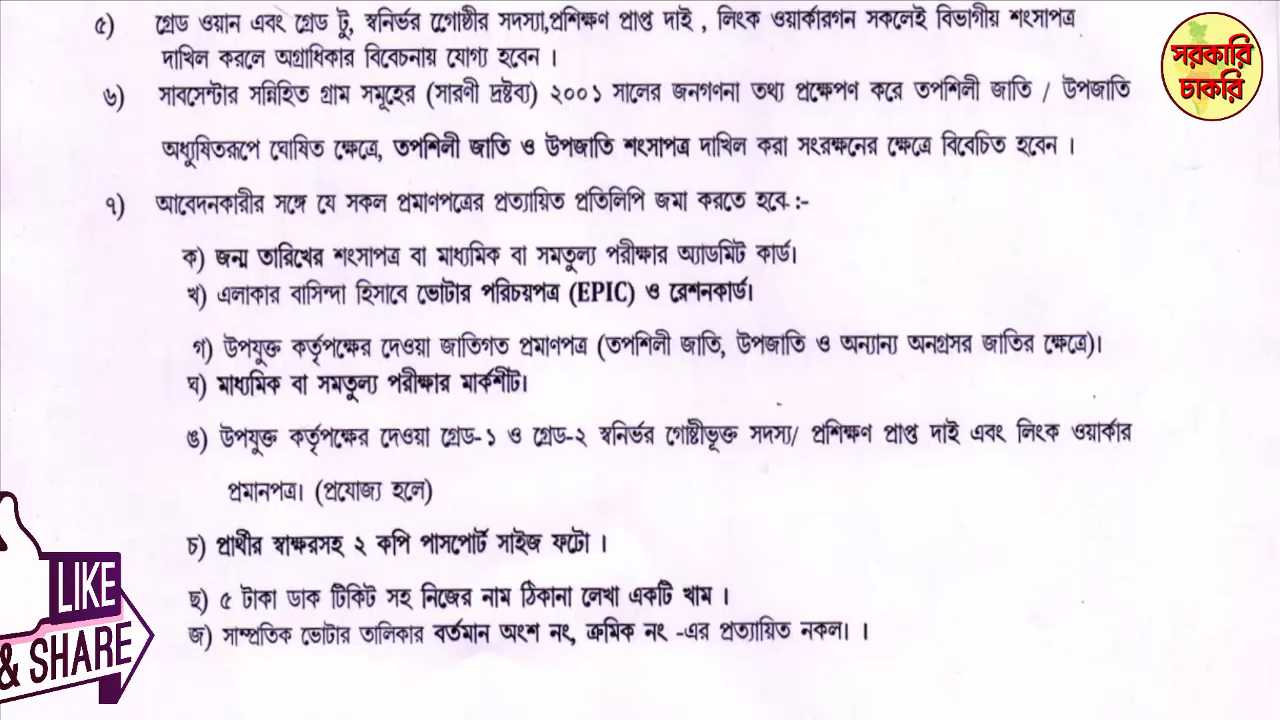 ৫) গ্রেড ওয়ান এবং গ্রেড টু, স্বনির্ভর গোেষ্ঠীর সদস্যা,প্রশিক্ষণ প্রাপ্ত দাই , লিংক ওয়ার্কারগন সকলেই বিভাগীয় শংসাপত্র
দাখিল করলে অগ্রাধিকার বিবেচনায় যোগ্য হবেন ।
সরকারি
চাকরি
৬) সাবসেন্টার সন্নিহিত গ্রাম সমূহের (সারণী দ্রষ্টব্য) ২০০১ সালের জনগণনা তথ্য প্রক্ষেপণ করে তপশিলী জাতি / উপজাতি
অধ্যুষিতরূপে ঘোষিত ক্ষেত্রে, তপশিলী জাতি ও উপজাতি শংসাপত্র দাখিল করা সংরক্ষনের ক্ষেত্রে বিবেচিত হবেন ।
৭) আবেদনকারীর সঙ্গে যে সকল প্রমাণপত্রের প্রত্যায়িত প্রতিলিপি জমা করতে হবে :-
ক) জন্ম তারিখের শংসাপত্র বা মাধ্যমিক বা সমতুল্য পরীক্ষার অ্যাডমিট কার্ড।
খ) এলাকার বাসিন্দা হিসাবে ভোটার পরিচয়পত্র (EPIC) ও রেশনকার্ড।
গ) উপযুক্ত কর্তৃপক্ষের দেওয়া জাতিগত প্রমাণপত্র (তপশিলী জাতি, উপজাতি ও অন্যান্য অনগ্রসর জাতির ক্ষেত্রে)।
ঘ) মাধ্যমিক বা সমতুল্য পরীক্ষার মার্কশীট।
ঙ) উপযুক্ত কর্তৃপক্ষের দেওয়া গ্রেড-১ ও গ্রেড-২ স্বনির্ভর গোষ্ঠীভূক্ত সদস্য/ প্রশিক্ষণ প্রাপ্ত দাই এবং লিংক ওয়ার্কার
প্রমানপত্র। (প্রযোজ্য হলে)
চ) প্রার্থীর স্বাক্ষরসহ ২ কপি পাসপোর্ট সাইজ ফটো ।
ছ) ৫ টাকা ডাক টিকিট সহ নিজের নাম ঠিকানা লেখা একটি খাম ।
জ) সাম্প্রতিক ভোটার তালিকার বর্তমান অংশ নং, ক্রমিক নং -এর প্রত্যায়িত নকল। ।
LIKE
& SHARE